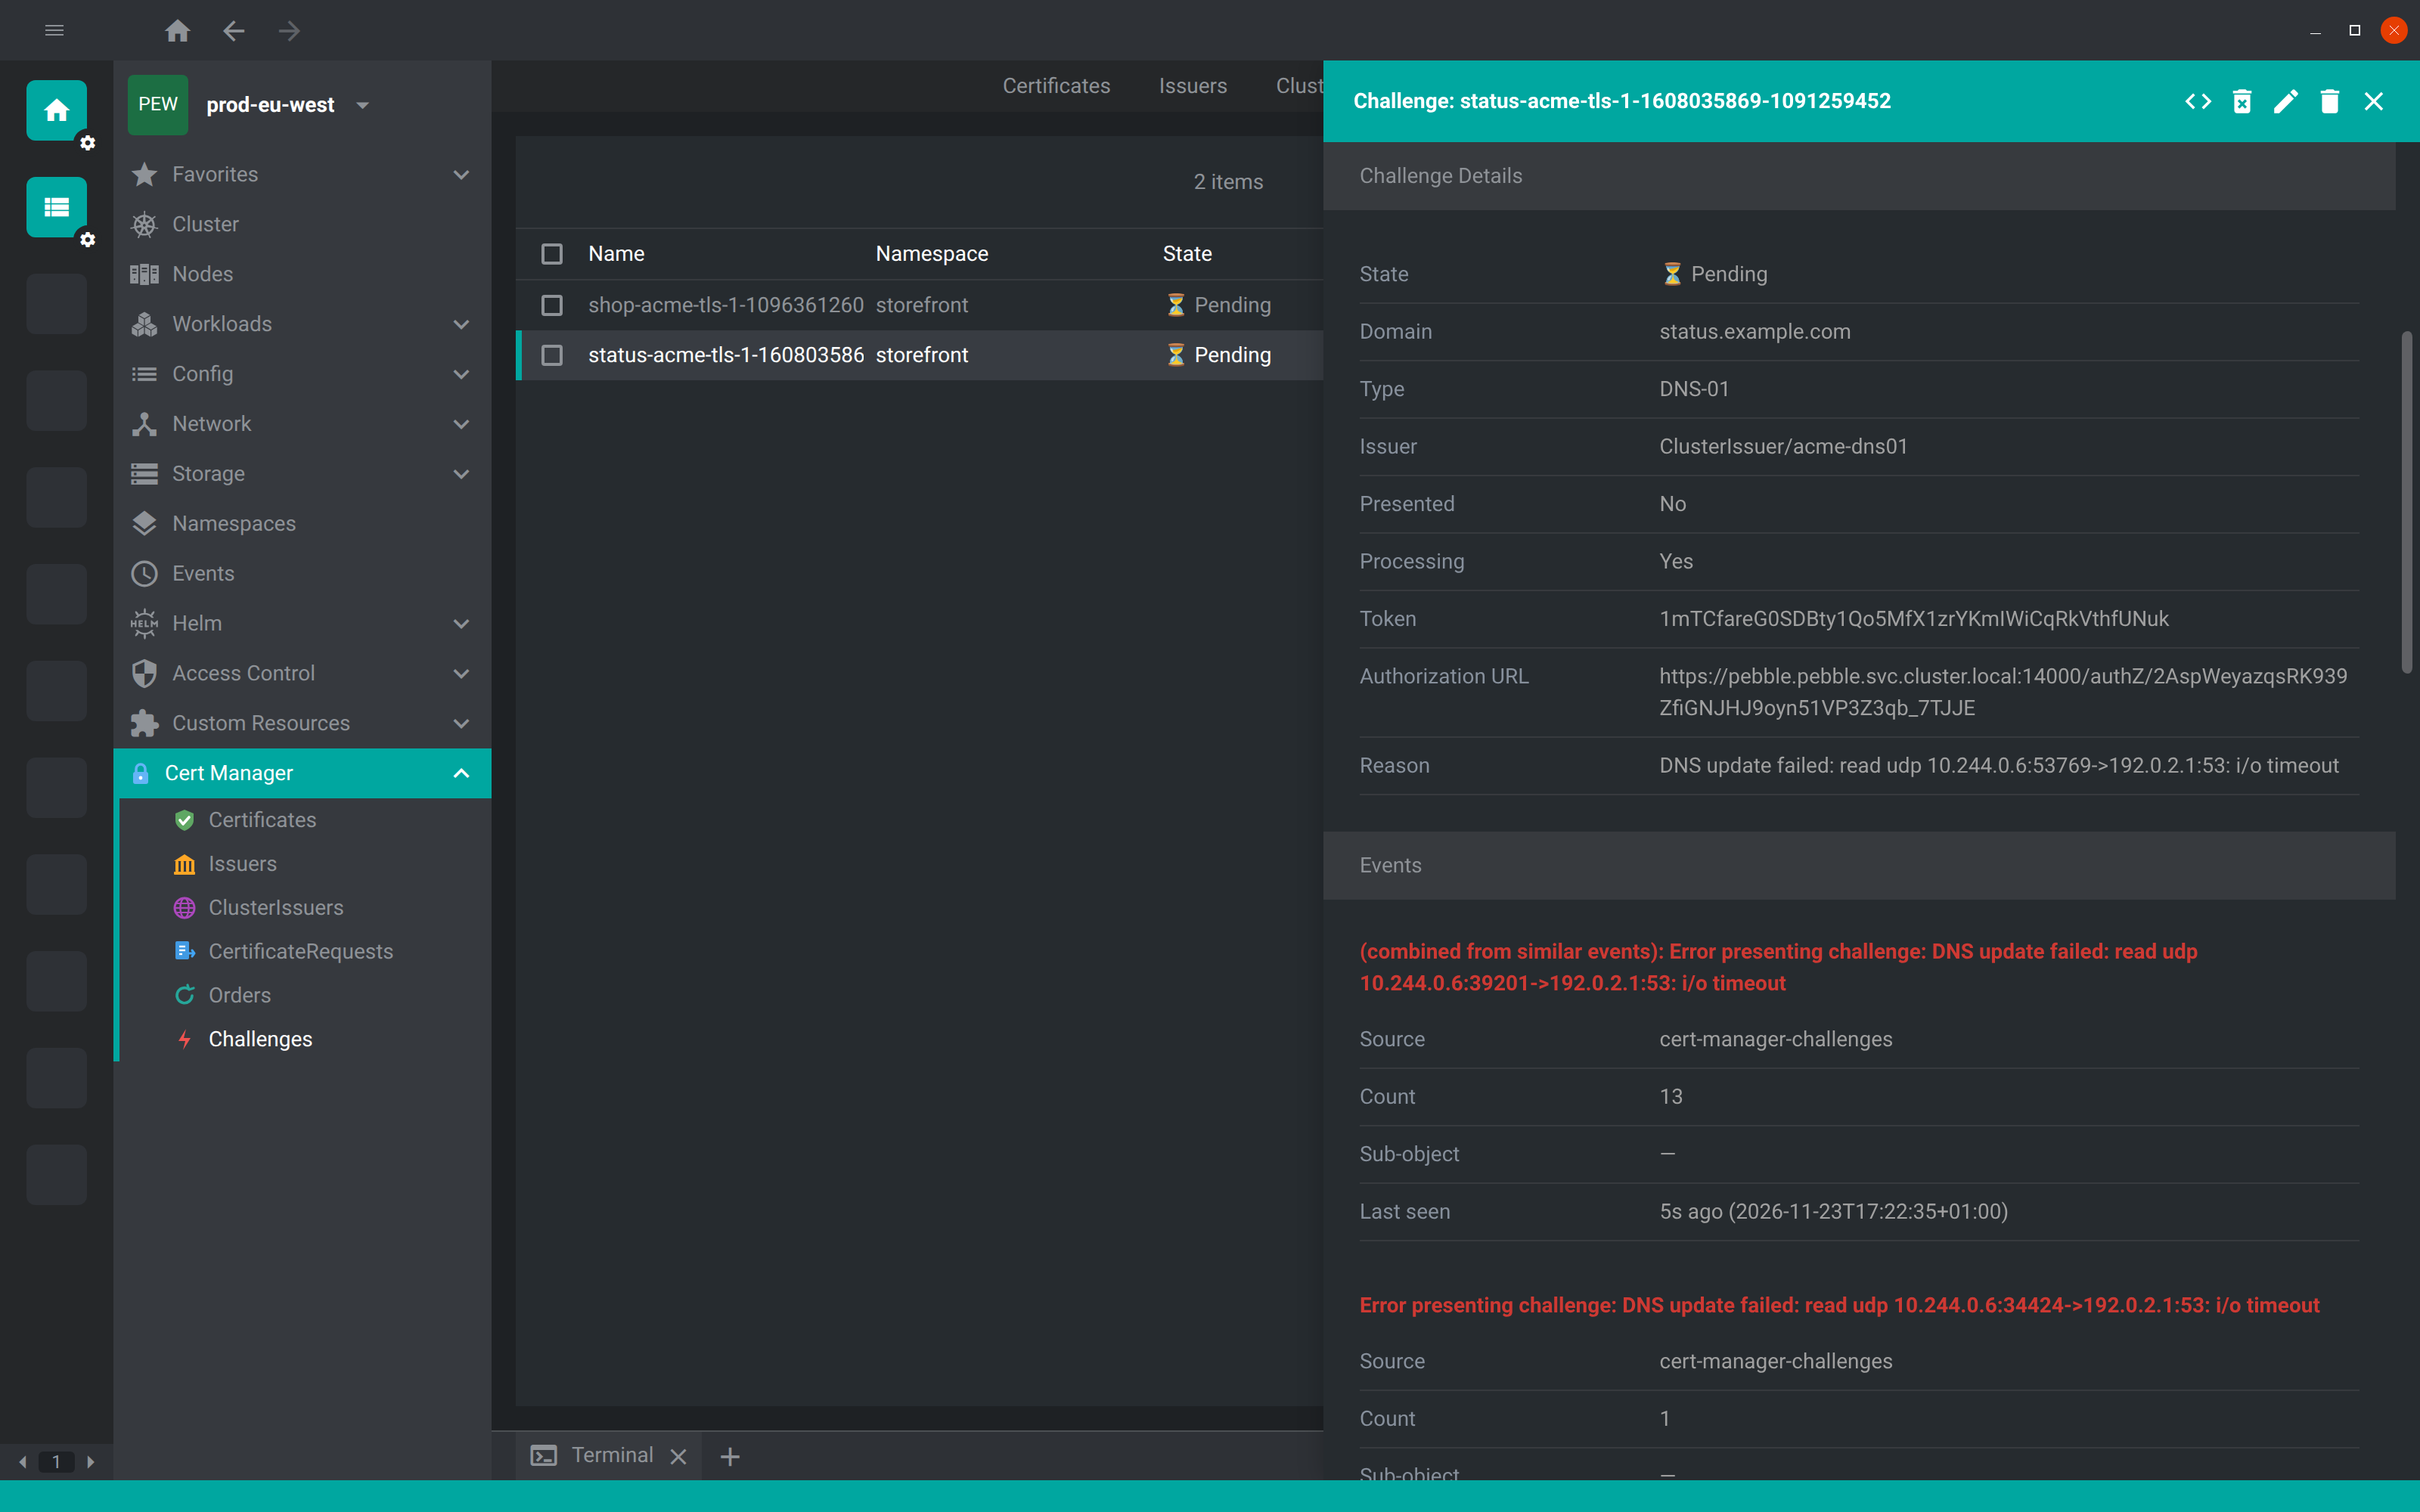 PEW
prod-eu-west
Favorites
Cluster
Nodes
Workloads
Config
Network
Storage
Namespaces
Events
HELM
Helm
Access Control
Custom Resources
Cert Manager
Certificates
Issuers
ClusterIssuers
CertificateRequests
Orders
Challenges
1
Certificates Issuers Clust
2 items
Name Namespace State
shop-acme-tls-1-1096361260 storefront Pending
status-acme-tls-1-160803586 storefront Pending
Terminal
Challenge: status-acme-tls-1-1608035869-1091259452
Challenge Details
State Pending
Domain status.example.com
Type DNS-01
Issuer ClusterIssuer/acme-dns01
Presented No
Processing Yes
Token 1mTCfareG0SDBty1Qo5MfX1zrYKmIWiCqRkVthfUNuk
Authorization URL https://pebble.pebble.svc.cluster.local:14000/authZ/2AspWeyazqsRK939
ZfiGNJHJ9oyn51VP3Z3qb_7TJJE
Reason DNS update failed: read udp 10.244.0.6:53769->192.0.2.1:53: i/o timeout
Events
(combined from similar events): Error presenting challenge: DNS update failed: read udp
10.244.0.6:39201->192.0.2.1:53: i/o timeout
Source cert-manager-challenges
Count 13
Sub-object —
Last seen 5s ago (2026-11-23T17:22:35+01:00)
Error presenting challenge: DNS update failed: read udp 10.244.0.6:34424->192.0.2.1:53: i/o timeout
Source cert-manager-challenges
Count 1
Sub-object —